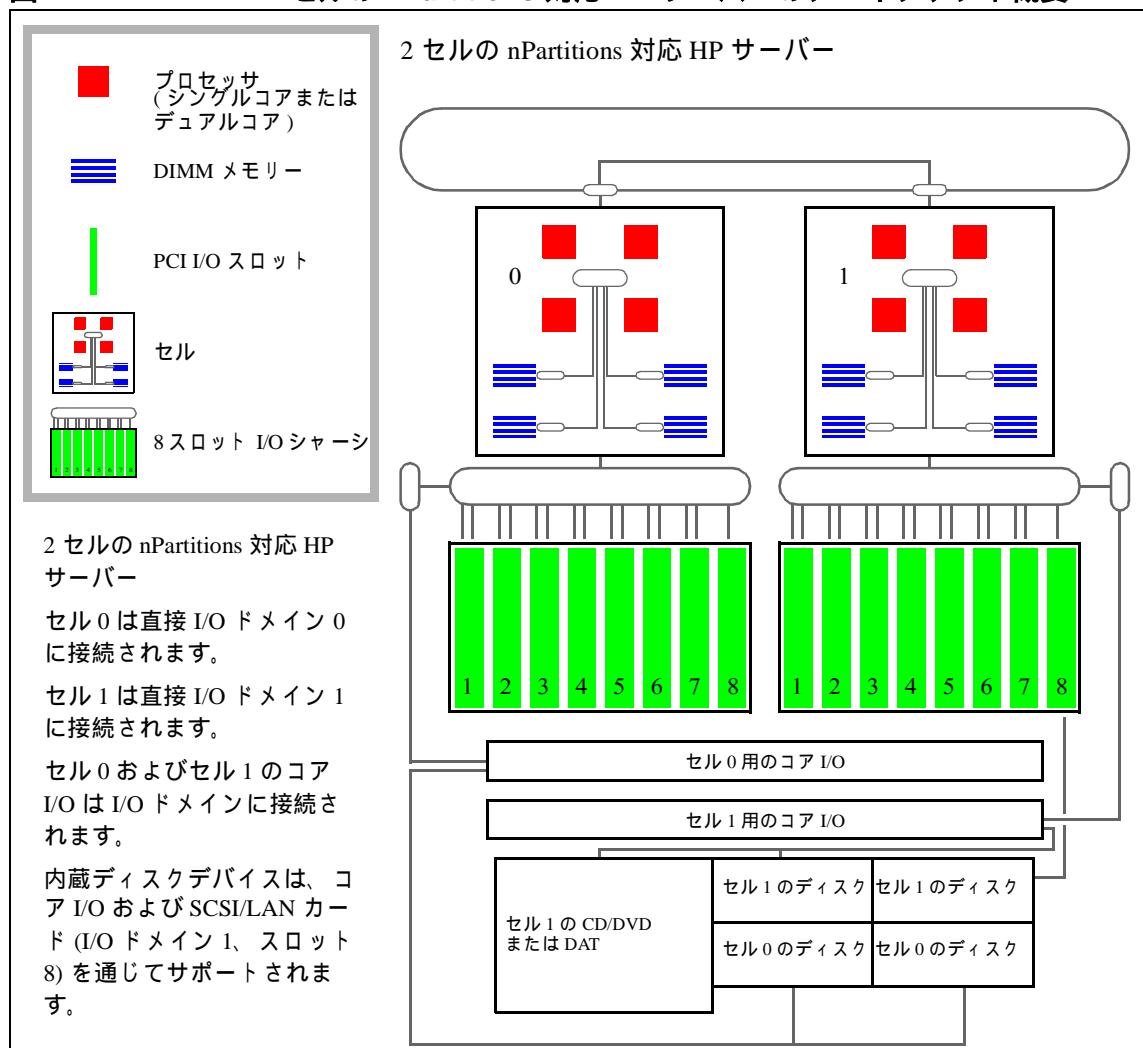 2 セルの nPartitions 対応 HP サーバー
プロセッサ
( シングルコアまたは
デュアルコア )
DIMM メモリー
PCI I/O スロット
セル
1 2 3 4 5 6 7 8
8 スロット I/O シャーシ
2 セルの nPartitions 対応 HP
サーバー
セル 0 は直接 I/O ドメイン 0
に接続されます。
セル 1 は直接 I/O ドメイン 1
に接続されます。
セル 0 およびセル 1 のコア
I/O は I/O ドメインに接続さ
れます。
内蔵ディスクデバイスは、コ
ア I/O および SCSI/LAN カー
ド (I/O ドメイン 1、スロット
8) を通じてサポートされま
す。
0
1
1 2 3 4 5 6 7 8
1 2 3 4 5 6 7 8
セル 0 用のコア I/O
セル 1 用のコア I/O
セル 1 の CD/DVD
または DAT
セル 1 のディスク
セル 1 のディスク
セル 0 のディスク
セル 0 のディスク